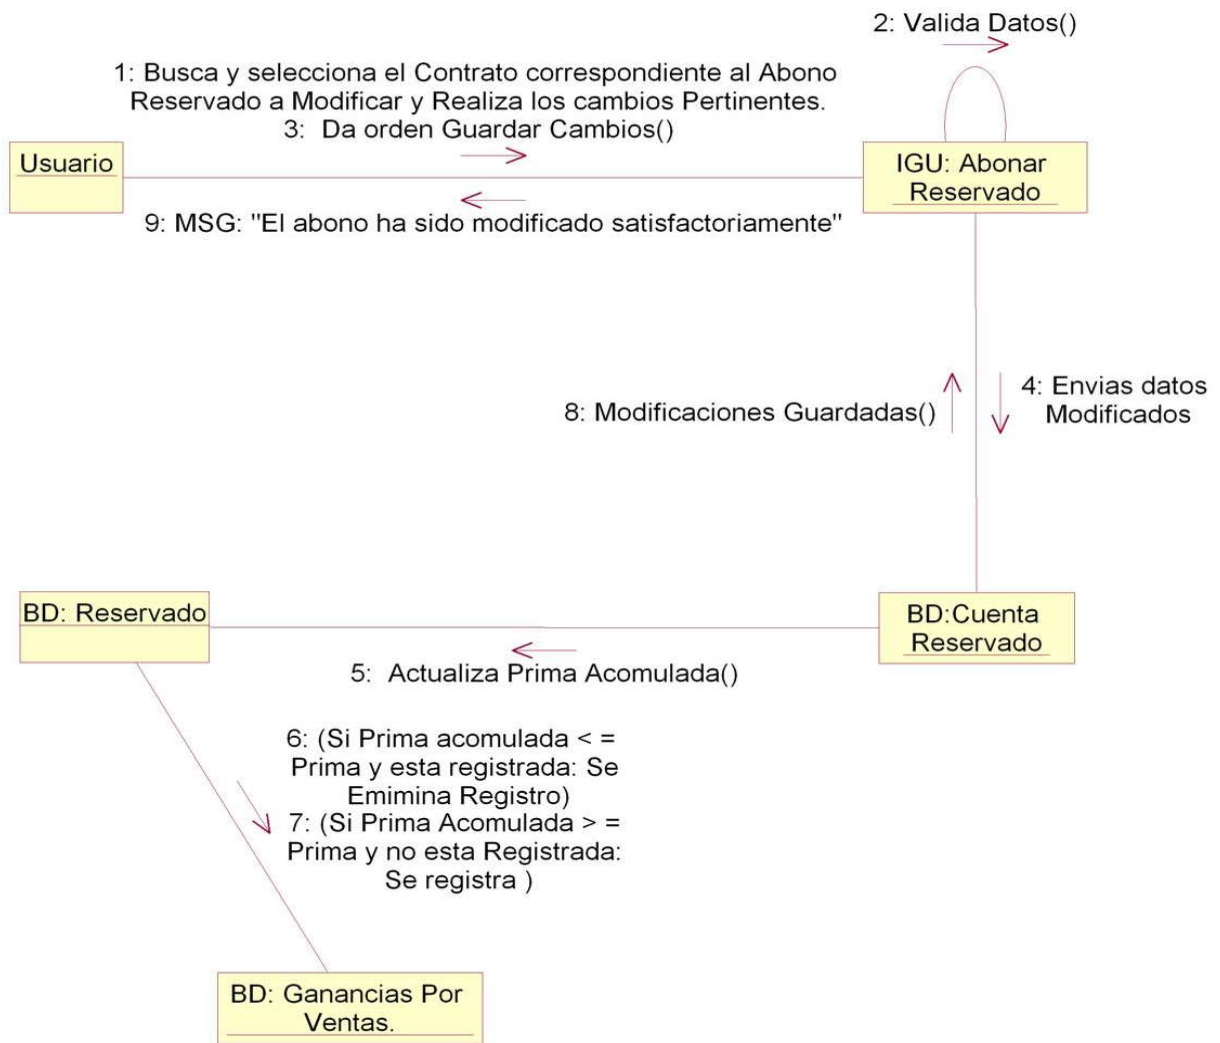 2: Valida Datos()
1: Busca y selecciona el Contrato correspondiente al Abono
Reservado a Modificar y Realiza los cambios Pertinentes.
3: Da orden Guardar Cambios()
Usuario
IGU: Abonar
Reservado
9: MSG: "El abono ha sido modificado satisfactoriamente"
4: Envias datos
Modificados
8: Modificaciones Guardadas()
BD: Reservado
BD:Cuenta
Reservado
5: Actualiza Prima Acomulada()
6: (Si Prima acomulada < =
Prima y esta registrada: Se
Emimina Registro)
7: (Si Prima Acomulada > =
Prima y no esta Registrada:
Se registra )
BD: Ganancias Por
Ventas.